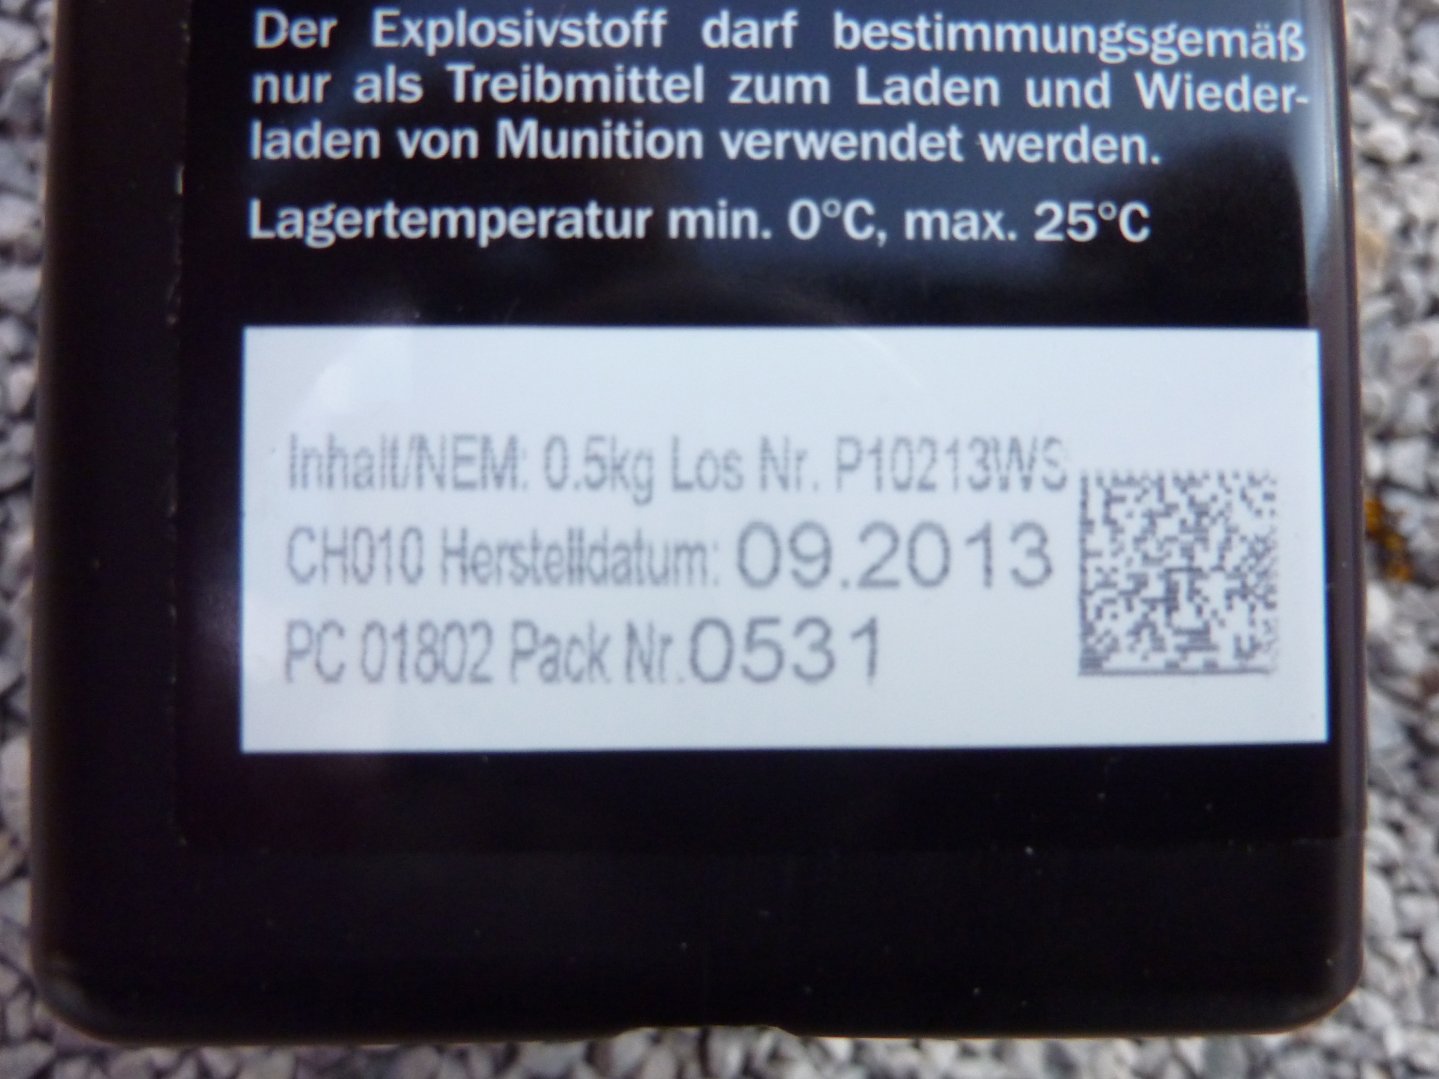 Der Explosivstoff darf bestimmungsgemäß
nur als Treibmittel zum Laden und Wieder-
laden von Munition verwendet werden.
Lagertemperatur min. 0°C, max. 25°C
Inhalt/NEM: 0.5kg Los Nr. P10213WS
CH010 Herstelldatum: 09.2013
PC 01802 Pack Nr.0531